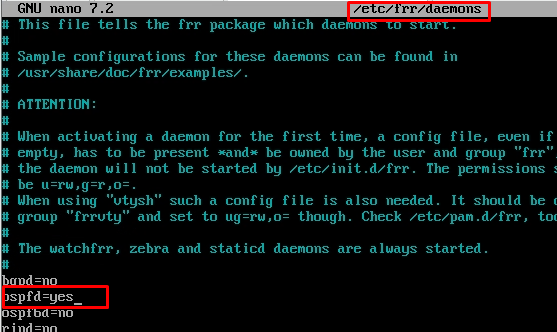 GNU nano 7.2 /etc/frr/daemons
# This file tells the frr package which daemons to start.
#
# Sample configurations for these daemons can be found in
# /usr/share/doc/frr/examples/.
#
# ATTENTION:
#
# When activating a daemon for the first time, a config file, even if
# empty, has to be present *and* be owned by the user and group "frr",
# the daemon will not be started by /etc/init.d/frr. The permissions s
# be u=rw,g=r,o=.
# When using "vtysh" such a config file is also needed. It should be o
# group "frrvty" and set to ug=rw,o= though. Check /etc/pam.d/frr, too
#
# The watchfrr, zebra and staticd daemons are always started.
#
bgpd=no
ospfd=yes_
ospf6d=no
ripd=no